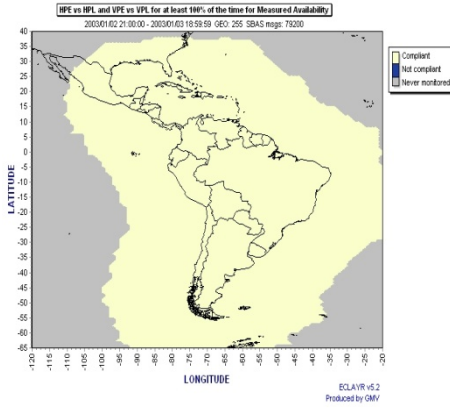 HPE vs HPL and VPE vs VPL for at least 100% of the time for Measured Availability
2003/01/02 21:00:00 - 2003/01/03 18:59:59 GEO: 255 SBAS msgs: 79200
Compliant
Not compliant
Never monitored
LATITUDE
40
35
30
25
20
15
10
5
0
-5
-10
-15
-20
-25
-30
-35
-40
-45
-50
-55
-60
-65
-120 -115 -110 -105 -100 -95 -90 -85 -80 -75 -70 -65 -60 -55 -50 -45 -40 -35 -30 -25 -20
LONGITUDE
ECLAYR v5.2
Produced by GMV